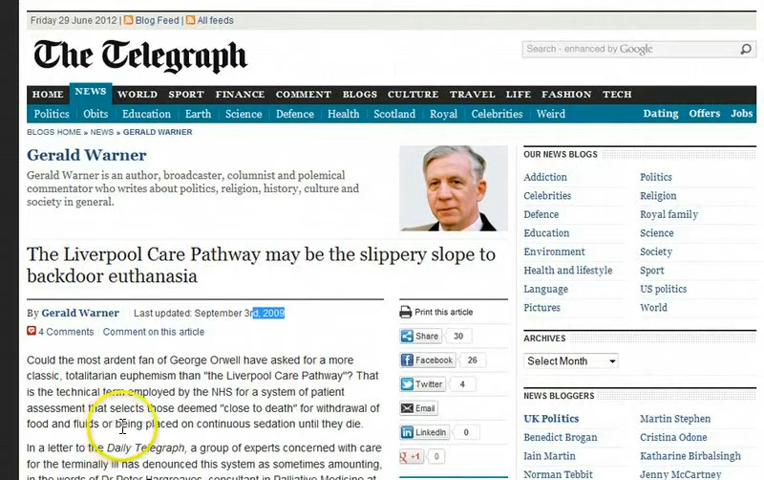 Friday 29 June 2012 | Blog Feed | All feeds
The Telegraph
Search - enhanced by Google
HOME NEWS WORLD SPORT FINANCE COMMENT BLOGS CULTURE TRAVEL LIFE FASHION TECH
Politics Obits Education Earth Science Defence Health Scotland Royal Celebrities Weird Dating Offers Jobs
BLOGS HOME » NEWS » GERALD WARNER
Gerald Warner
Gerald Warner is an author, broadcaster, columnist and polemical
commentator who writes about politics, religion, history, culture and
society in general.
The Liverpool Care Pathway may be the slippery slope to
backdoor euthanasia
By Gerald Warner Last updated: September 3rd, 2009
4 Comments Comment on this article
Could the most ardent fan of George Orwell have asked for a more
classic, totalitarian euphemism than "the Liverpool Care Pathway"? That
is the technical term employed by the NHS for a system of patient
assessment that selects those deemed "close to death" for withdrawal of
food and fluids or being placed on continuous sedation until they die.
In a letter to the Daily Telegraph, a group of experts concerned with care
for the terminally ill has denounced this system as sometimes amounting,
in the words of Dr Peter Hargreaves, consultant in Palliative Medicine at
Print this article
Share 30
Facebook 26
Twitter 4
Email
LinkedIn 0
+1 0
OUR NEWS BLOGS
Addiction Politics
Celebrities Religion
Defence Royal family
Education Science
Environment Society
Health and lifestyle Sport
Language US politics
Pictures World
ARCHIVES
Select Month
NEWS BLOGGERS
UK Politics Martin Stephen
Benedict Brogan Cristina Odone
Iain Martin Katharine Birbalsingh
Norman Tebbit Jenny McCartney